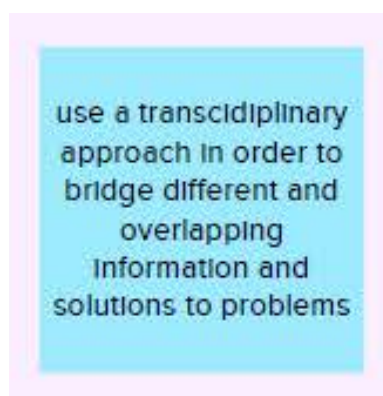 use a transcidiplinary
approach in order to
bridge different and
overlapping
information and
solutions to problems